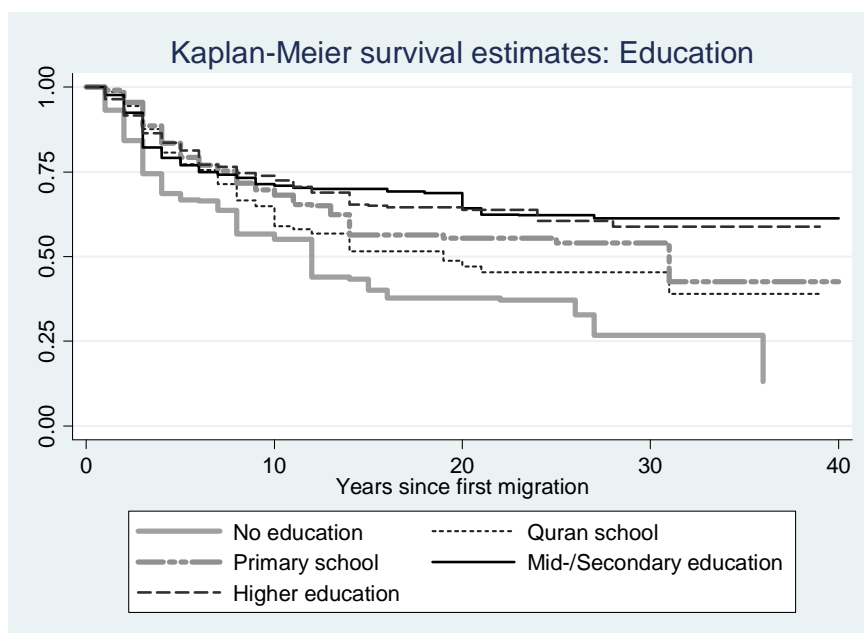 Kaplan-Meier survival estimates: Education
1.00
0.75
0.50
0.25
0.00
0 10 20 30 40
Years since first migration
No education Quran school
Primary school Mid-/Secondary education
Higher education